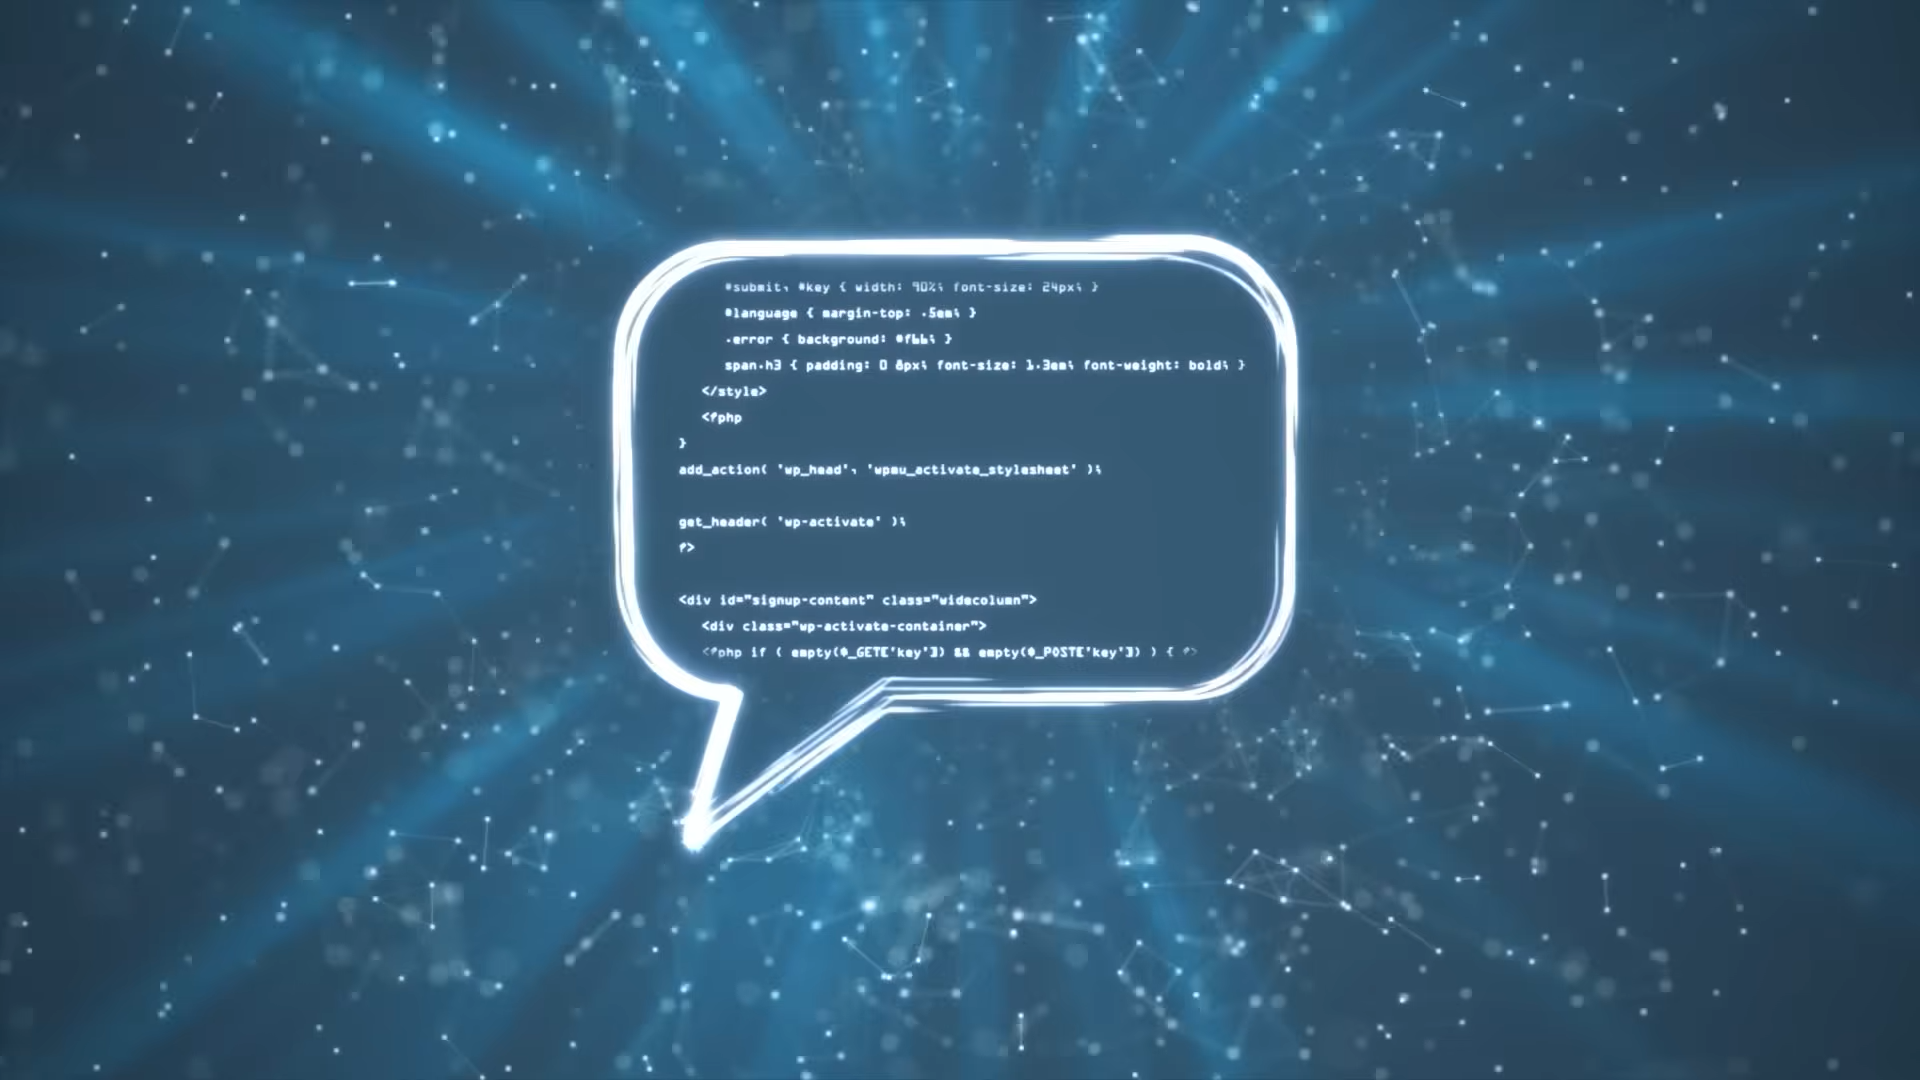 #submit, #key { width: 90%; font-size: 24px; }
#language { margin-top: .5em; }
.error { background: #f66; }
span.h3 { padding: 0 8px; font-size: 1.3em; font-weight: bold; }
</style>
<?php
}
add_action( 'wp_head', 'wpmu_activate_stylesheet' );
get_header( 'wp-activate' );
?>
<div id="signup-content" class="widecolumn">
<div class="wp-activate-container">
<?php if ( empty($_GET['key']) && empty($_POST['key']) ) { ?>